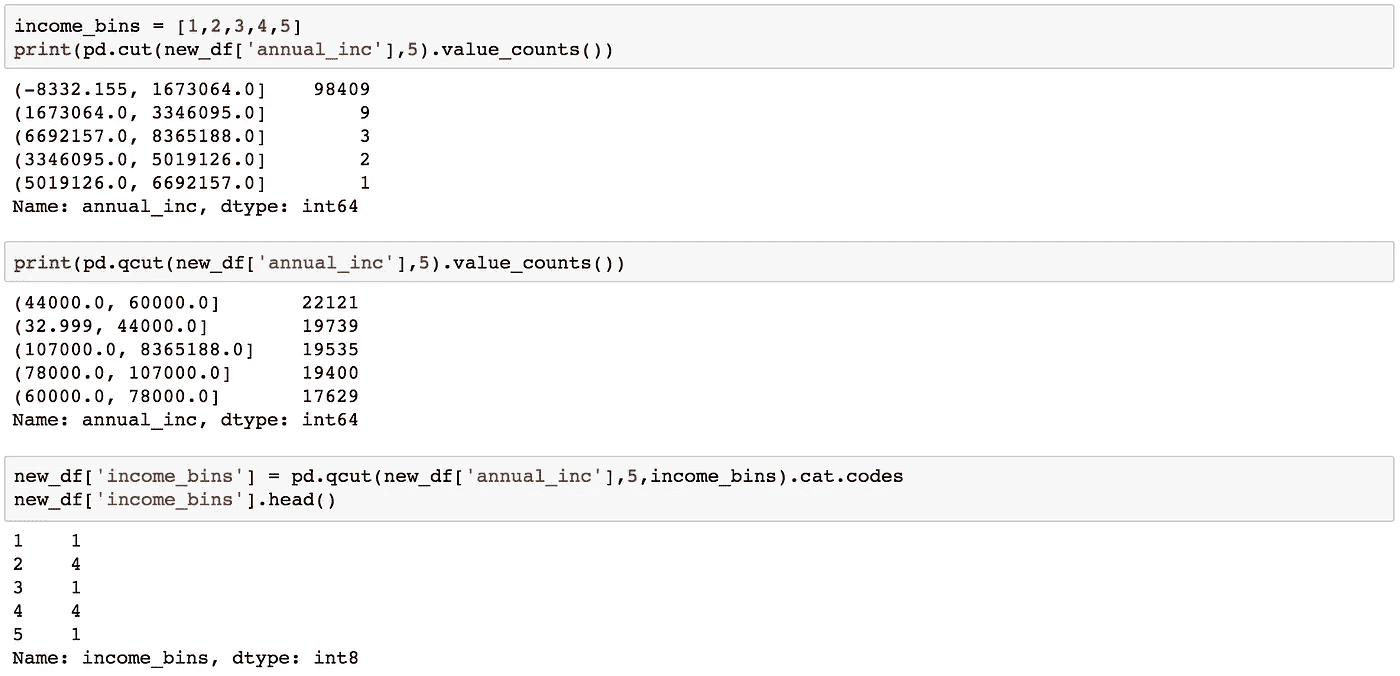 income_bins = [1,2,3,4,5]
print(pd.cut(new_df['annual_inc'],5).value_counts())
(-8332.155, 1673064.0]    98409
(1673064.0, 3346095.0]        9
(6692157.0, 8365188.0]        3
(3346095.0, 5019126.0]        2
(5019126.0, 6692157.0]        1
Name: annual_inc, dtype: int64
print(pd.qcut(new_df['annual_inc'],5).value_counts())
(44000.0, 60000.0]       22121
(32.999, 44000.0]        19739
(107000.0, 8365188.0]    19535
(78000.0, 107000.0]      19400
(60000.0, 78000.0]       17629
Name: annual_inc, dtype: int64
new_df['income_bins'] = pd.qcut(new_df['annual_inc'],5,income_bins).cat.codes
new_df['income_bins'].head()
1    1
2    4
3    1
4    4
5    1
Name: income_bins, dtype: int8